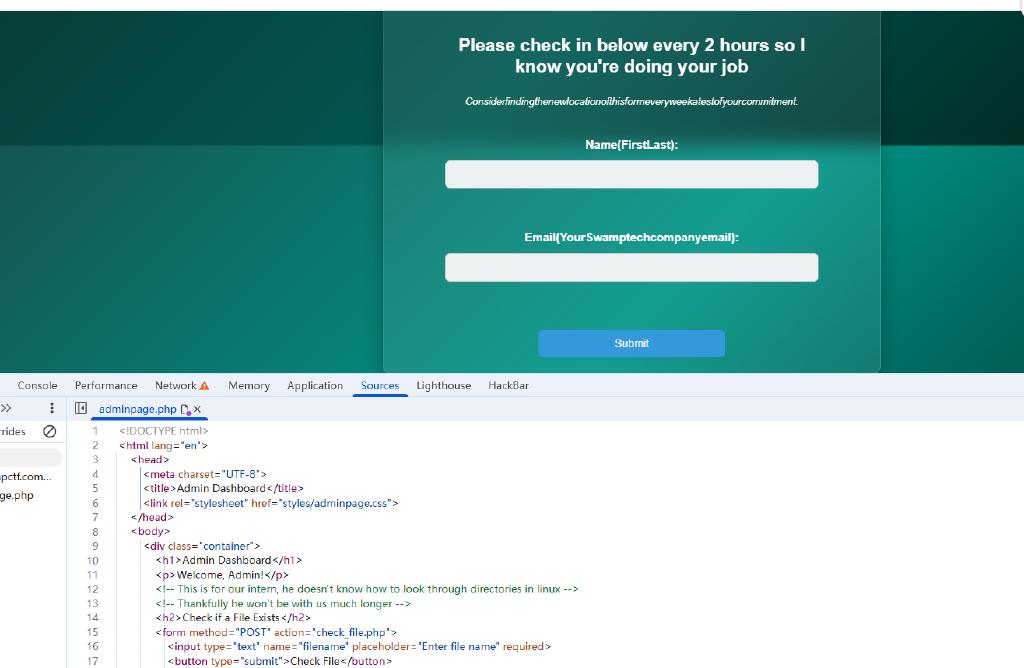 Please check in below every 2 hours so I
know you're doing your job
Considerfindingthenewlocationofthisformeveryweekatestofyourcommitment.
Name(FirstLast):
Email(YourSwamptechcompanyemail):
Submit
Console Performance Network Memory Application Sources Lighthouse HackBar
adminpage.php
rrides
1 <!DOCTYPE html>
2 <html lang="en">
3 <head>
4 <meta charset="UTF-8">
5 <title>Admin Dashboard</title>
6 <link rel="stylesheet" href="styles/adminpage.css">
7 </head>
8 <body>
9 <div class="container">
10 <h1>Admin Dashboard</h1>
11 <p>Welcome, Admin!</p>
12 <!-- This is for our intern, he doesn't know how to look through directories in linux -->
13 <!-- Thankfully he won't be with us much longer -->
14 <h2>Check if a File Exists</h2>
15 <form method="POST" action="check_file.php">
16 <input type="text" name="filename" placeholder="Enter file name" required>
17 <button type="submit">Check File</button>
pctf.com...
ge.php